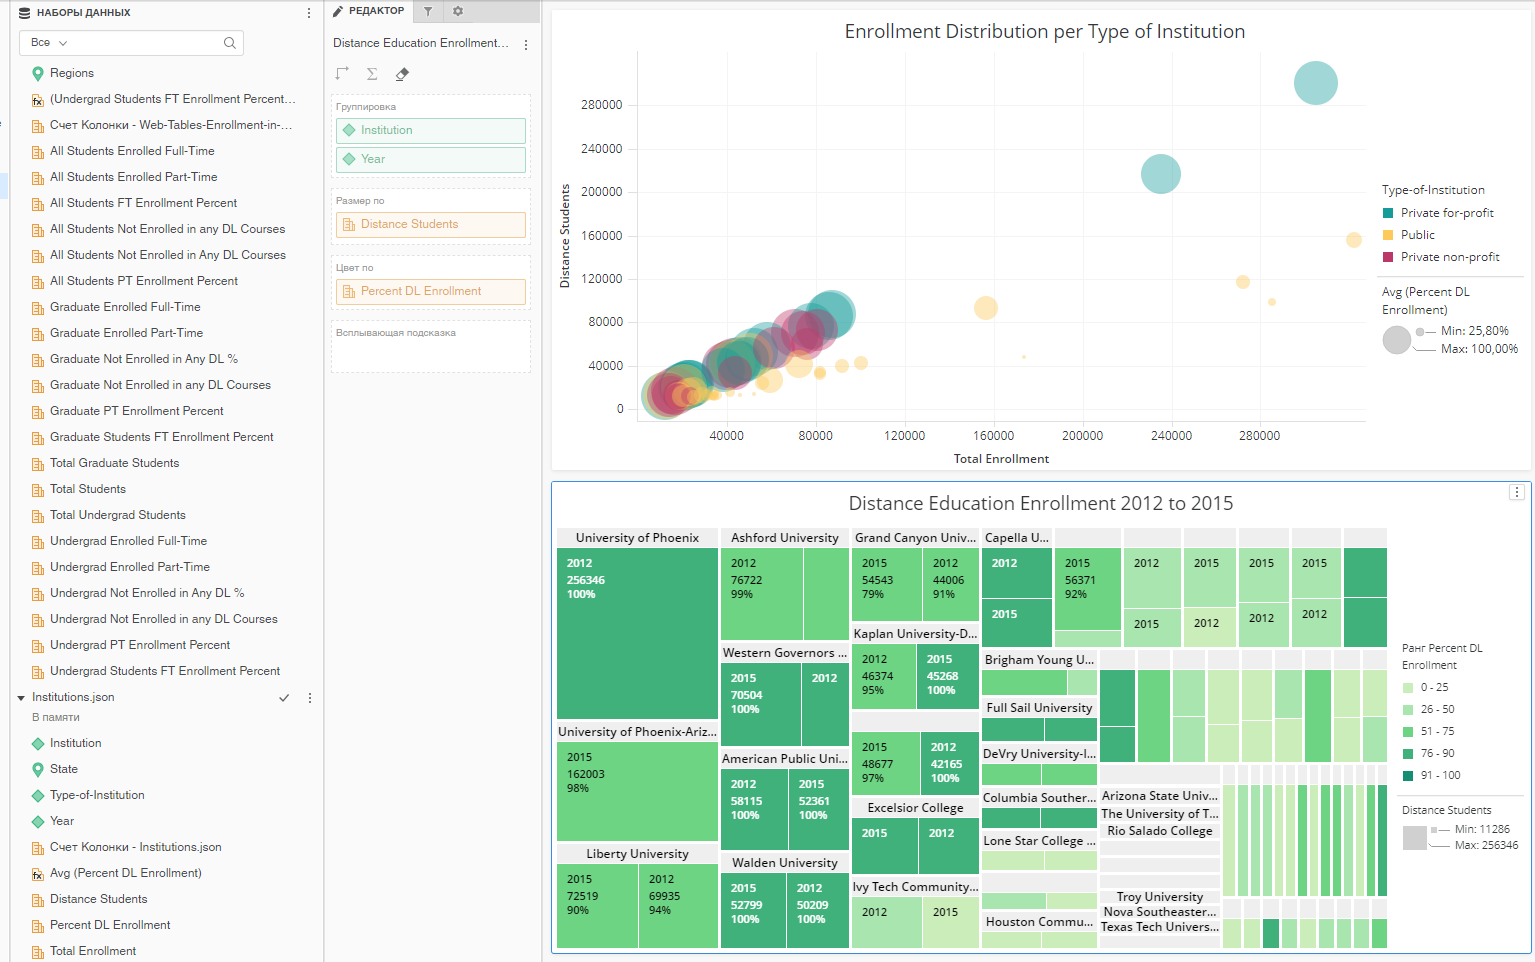 НАБОРЫ ДАННЫХ
Все
Regions
(Undergrad Students FT Enrollment Percent...
Счет Колонки - Web-Tables-Enrollment-in-...
All Students Enrolled Full-Time
All Students Enrolled Part-Time
All Students FT Enrollment Percent
All Students Not Enrolled in any DL Courses
All Students Not Enrolled in Any DL Courses
All Students PT Enrollment Percent
Graduate Enrolled Full-Time
Graduate Enrolled Part-Time
Graduate Not Enrolled in Any DL %
Graduate Not Enrolled in any DL Courses
Graduate PT Enrollment Percent
Graduate Students FT Enrollment Percent
Total Graduate Students
Total Students
Total Undergrad Students
Undergrad Enrolled Full-Time
Undergrad Enrolled Part-Time
Undergrad Not Enrolled in Any DL %
Undergrad Not Enrolled in any DL Courses
Undergrad PT Enrollment Percent
Undergrad Students FT Enrollment Percent
Institutions.json
В памяти
Institution
State
Type-of-Institution
Year
Счет Колонки - Institutions.json
Avg (Percent DL Enrollment)
Distance Students
Percent DL Enrollment
Total Enrollment
РЕДАКТОР
Distance Education Enrollment...
Группировка
Institution
Year
Размер по
Distance Students
Цвет по
Percent DL Enrollment
Всплывающая подсказка
Enrollment Distribution per Type of Institution
Distance Students
280000
240000
200000
160000
120000
80000
40000
0
40000
80000
120000
160000
200000
240000
280000
Total Enrollment
Type-of-Institution
Private for-profit
Public
Private non-profit
Avg (Percent DL
Enrollment)
Min: 25,80%
Max: 100,00%
Distance Education Enrollment 2012 to 2015
University of Phoenix
2012
256346
100%
University of Phoenix-Ariz...
2015
162003
98%
Liberty University
2015
72519
90%
2012
69935
94%
Ashford University
2012
76722
99%
Western Governors ...
2015
70504
100%
2012
American Public Uni...
2012
58115
100%
2015
52361
100%
Walden University
2015
52799
100%
2012
50209
100%
Grand Canyon Univ...
2015
54543
79%
2012
44006
91%
Kaplan University-D...
2012
46374
95%
2015
45268
100%
2015
48677
97%
2012
42165
100%
Excelsior College
2015
2012
Ivy Tech Community...
2012
2015
Capella U...
2012
2015
2015
56371
92%
2012
2015
2015
2012
2015
2012
2015
2012
Brigham Young U...
Full Sail University
DeVry University-I...
Columbia Souther...
Lone Star College ...
Houston Commu...
Arizona State Univ...
The University of T...
Rio Salado College
Troy University
Nova Southeaster...
Texas Tech Univers...
Ранг Percent DL
Enrollment
0 - 25
26 - 50
51 - 75
76 - 90
91 - 100
Distance Students
Min: 11286
Max: 256346